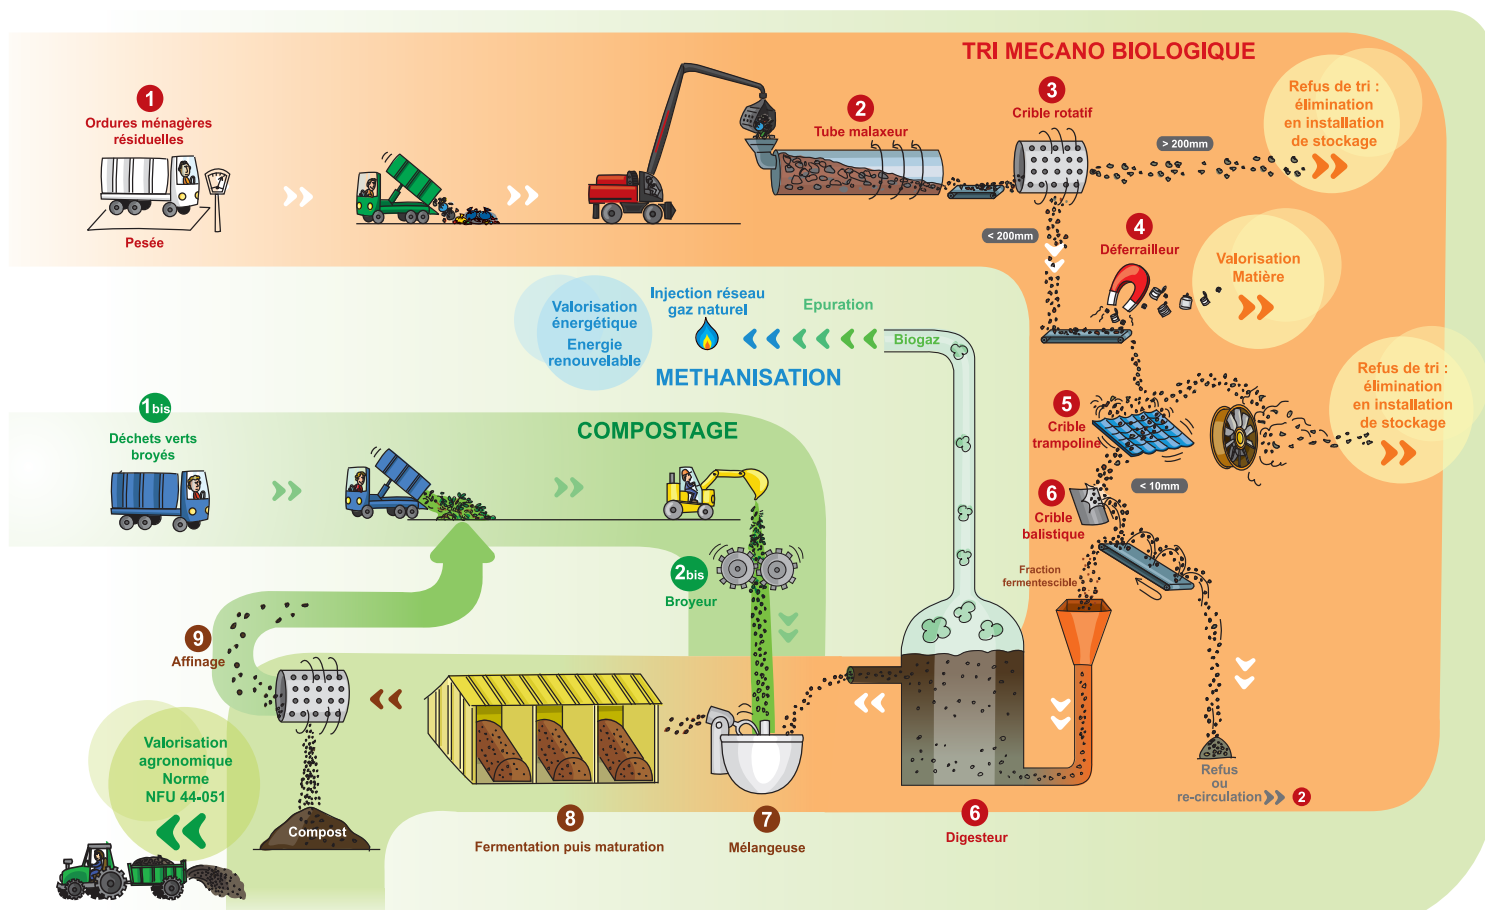 TRI MECANO BIOLOGIQUE
1
Ordures ménagères
résiduelles
Pesée
2
Tube malaxeur
3
Crible rotatif
> 200mm
Refus de tri :
élimination
en installation
de stockage
< 200mm
4
Déferrailleur
Valorisation
Matière
Valorisation
énergétique
Energie
renouvelable
Injection réseau
gaz naturel
Epuration
Biogaz
METHANISATION
5
Crible
trampoline
Refus de tri :
élimination
en installation
de stockage
1bis
Déchets verts
broyés
COMPOSTAGE
6
Crible
balistique
< 10mm
2bis
Broyeur
Fraction
fermentescible
9
Affinage
Valorisation
agronomique
Norme
NFU 44-051
Compost
8
Fermentation puis maturation
7
Mélangeuse
6
Digesteur
Refus
ou
re-circulation 2